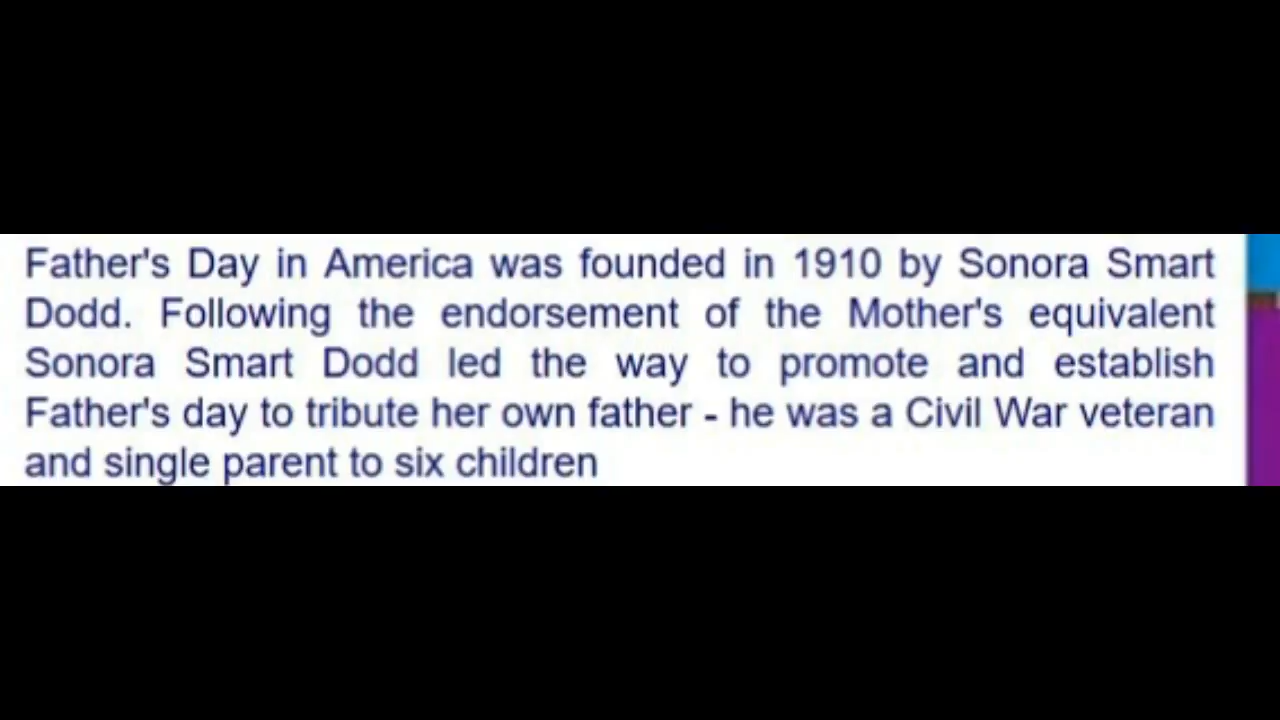 Father's Day in America was founded in 1910 by Sonora Smart
Dodd. Following the endorsement of the Mother's equivalent
Sonora Smart Dodd led the way to promote and establish
Father's day to tribute her own father - he was a Civil War veteran
and single parent to six children